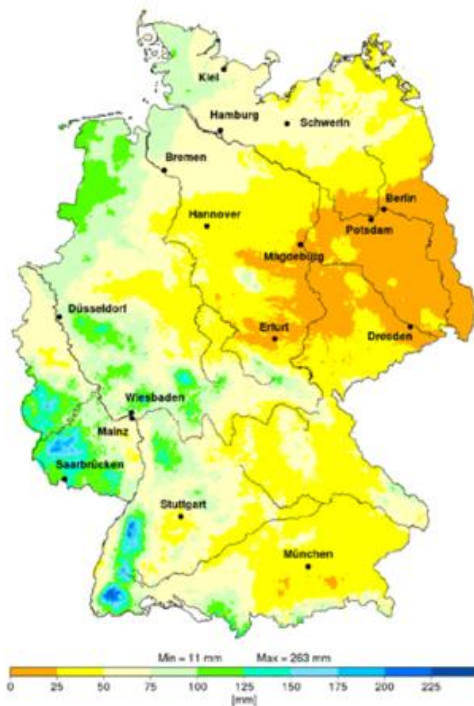 Kiel
Hamburg
Schwerin
Bremen
Berlin
Hannover
Potsdam
Magdeburg
Düsseldorf
Erfurt
Dresden
Wiesbaden
Mainz
Saarbrücken
Stuttgart
München
Min = 11 mm Max = 263 mm
0 25 50 75 100 125 150 175 200 225
[mm]